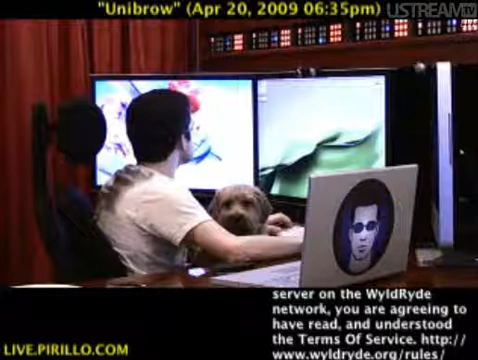 "Unibrow" (Apr 20, 2009 06:35pm)
USTREAM TV
server on the WyldRyde
network, you are agreeing to
have read, and understood
the Terms Of Service. http://
www.wyldryde.org/rules/
LIVE.PIRILLO.COM